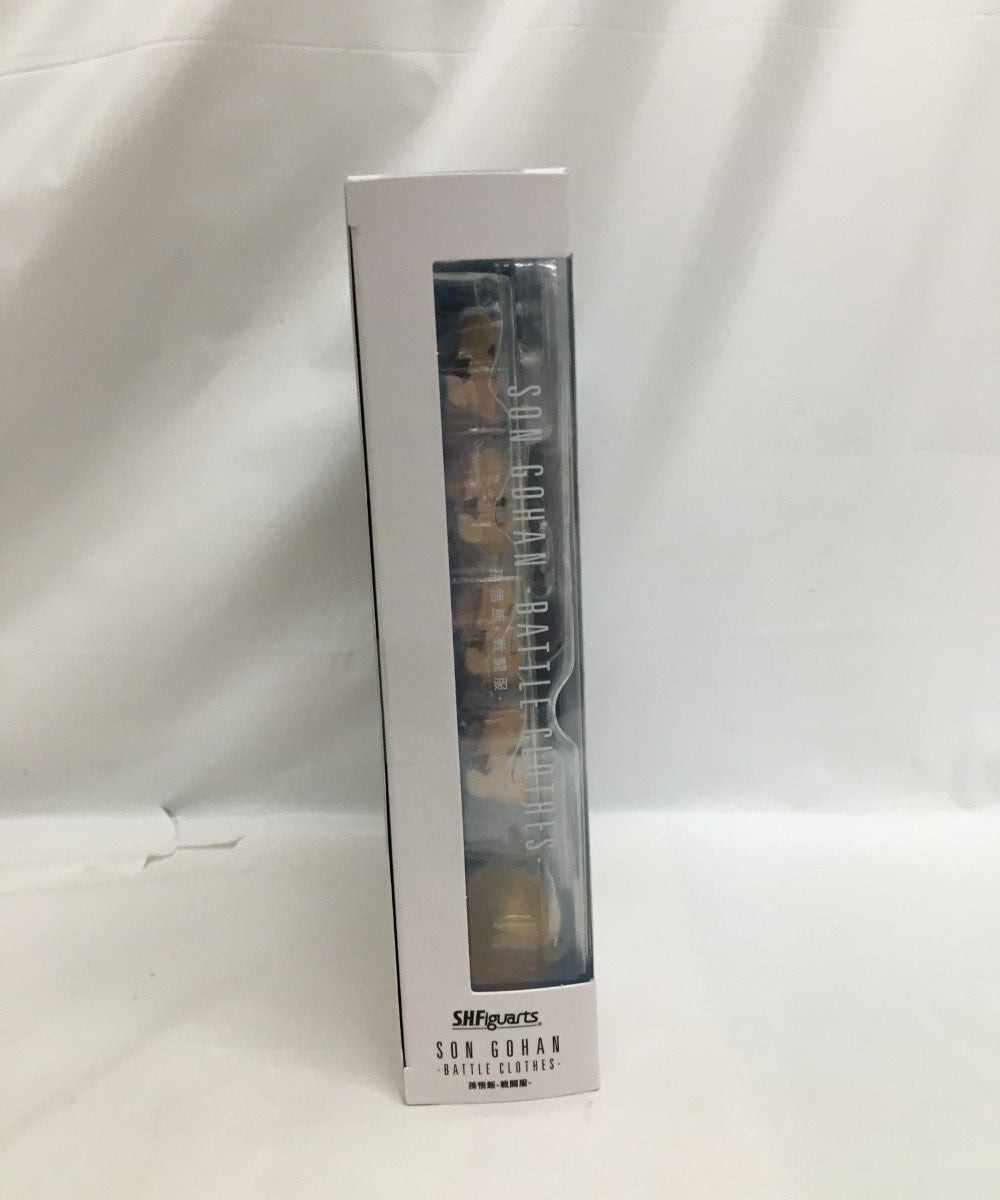 SON GOHAN -BATTLE CLOTHES-
孫悟飯-戦闘服-
S.H.Figuarts
SON GOHAN
-BATTLE CLOTHES-
孫悟飯-戦闘服-